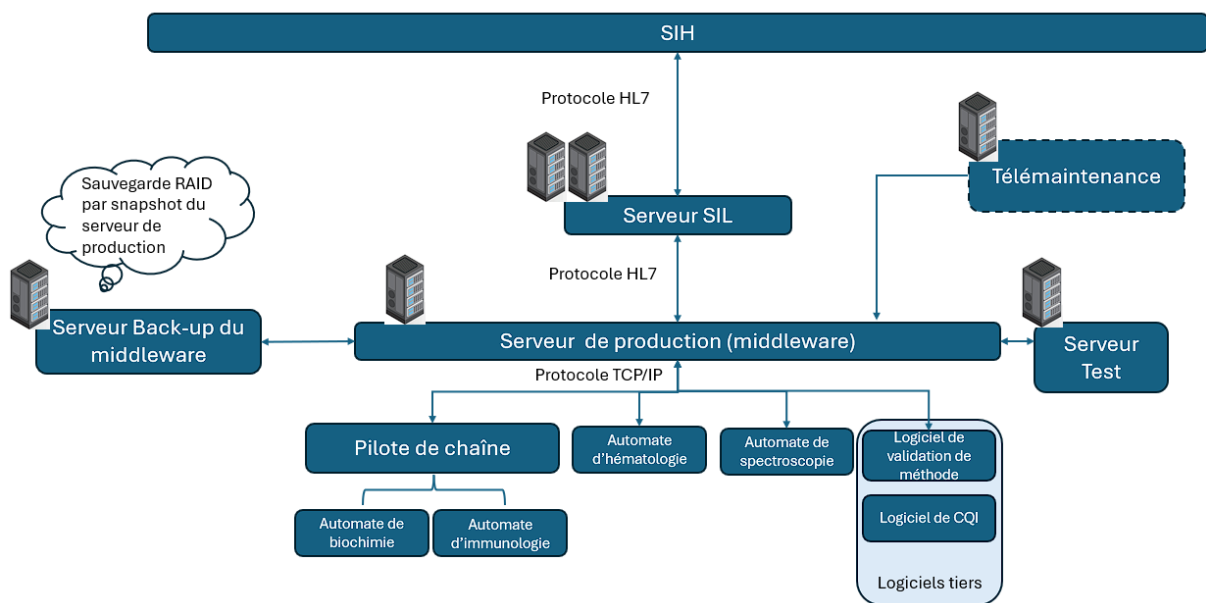 SIH
Protocole HL7
Télémaintenance
Sauvegarde RAID
par snapshot du
serveur de
production
Serveur SIL
Protocole HL7
Serveur Back-up du
middleware
Serveur  de production (middleware)
Serveur
Test
Protocole TCP/IP
Pilote de chaîne
Automate
d’hématologie
Automate de
spectroscopie
Logiciel de
validation de
méthode
Automate de
biochimie
Automate
d’immunologie
Logiciel de CQI
Logiciels tiers